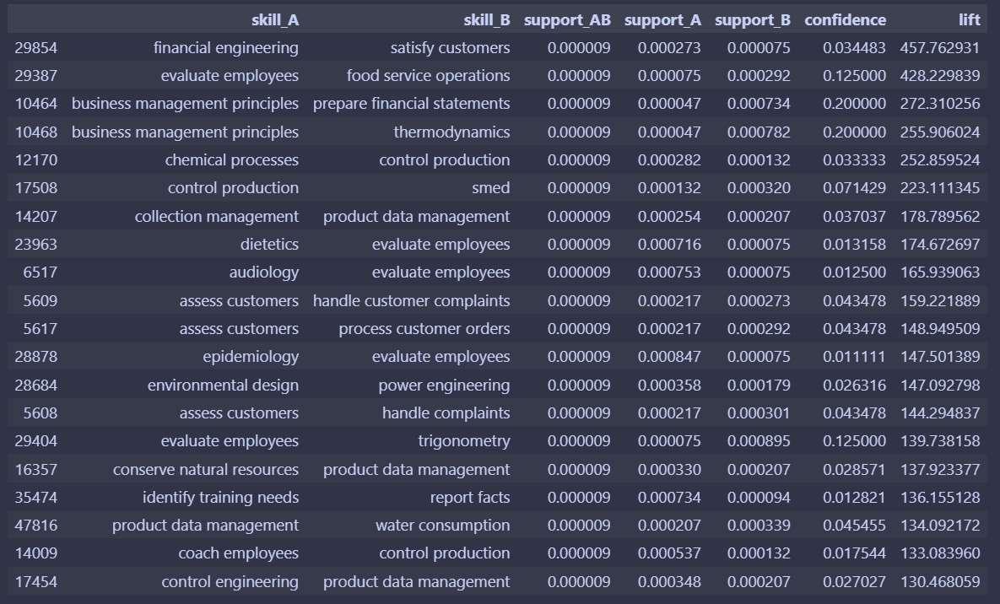 skill_A skill_B support_AB support_A support_B confidence lift
29854 financial engineering satisfy customers 0.000009 0.000273 0.000075 0.034483 457.762931
29387 evaluate employees food service operations 0.000009 0.000075 0.000292 0.125000 428.229839
10464 business management principles prepare financial statements 0.000009 0.000047 0.000734 0.200000 272.310256
10468 business management principles thermodynamics 0.000009 0.000047 0.000782 0.200000 255.906024
12170 chemical processes control production 0.000009 0.000282 0.000132 0.033333 252.859524
17508 control production smed 0.000009 0.000132 0.000320 0.071429 223.111345
14207 collection management product data management 0.000009 0.000254 0.000207 0.037037 178.789562
23963 dietetics evaluate employees 0.000009 0.000716 0.000075 0.013158 174.672697
6517 audiology evaluate employees 0.000009 0.000753 0.000075 0.012500 165.939063
5609 assess customers handle customer complaints 0.000009 0.000217 0.000273 0.043478 159.221889
5617 assess customers process customer orders 0.000009 0.000217 0.000292 0.043478 148.949509
28878 epidemiology evaluate employees 0.000009 0.000847 0.000075 0.011111 147.501389
28684 environmental design power engineering 0.000009 0.000358 0.000179 0.026316 147.092798
5608 assess customers handle complaints 0.000009 0.000217 0.000301 0.043478 144.294837
29404 evaluate employees trigonometry 0.000009 0.000075 0.000895 0.125000 139.738158
16357 conserve natural resources product data management 0.000009 0.000330 0.000207 0.028571 137.923377
35474 identify training needs report facts 0.000009 0.000734 0.000094 0.012821 136.155128
47816 product data management water consumption 0.000009 0.000207 0.000339 0.045455 134.092172
14009 coach employees control production 0.000009 0.000537 0.000132 0.017544 133.083960
17454 control engineering product data management 0.000009 0.000348 0.000207 0.027027 130.468059